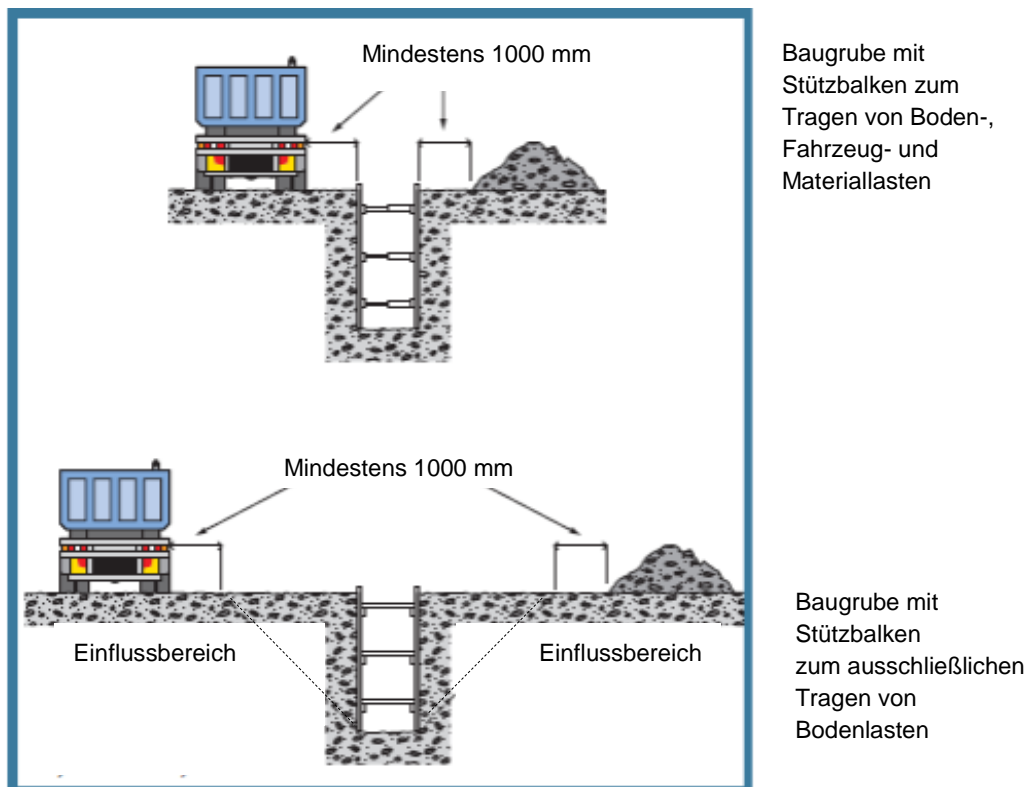 Mindestens 1000 mm
Baugrube mit
Stützbalken zum
Tragen von Boden-,
Fahrzeug- und
Materiallasten
Mindestens 1000 mm
Einflussbereich
Einflussbereich
Baugrube mit
Stützbalken
zum ausschließlichen
Tragen von
Bodenlasten